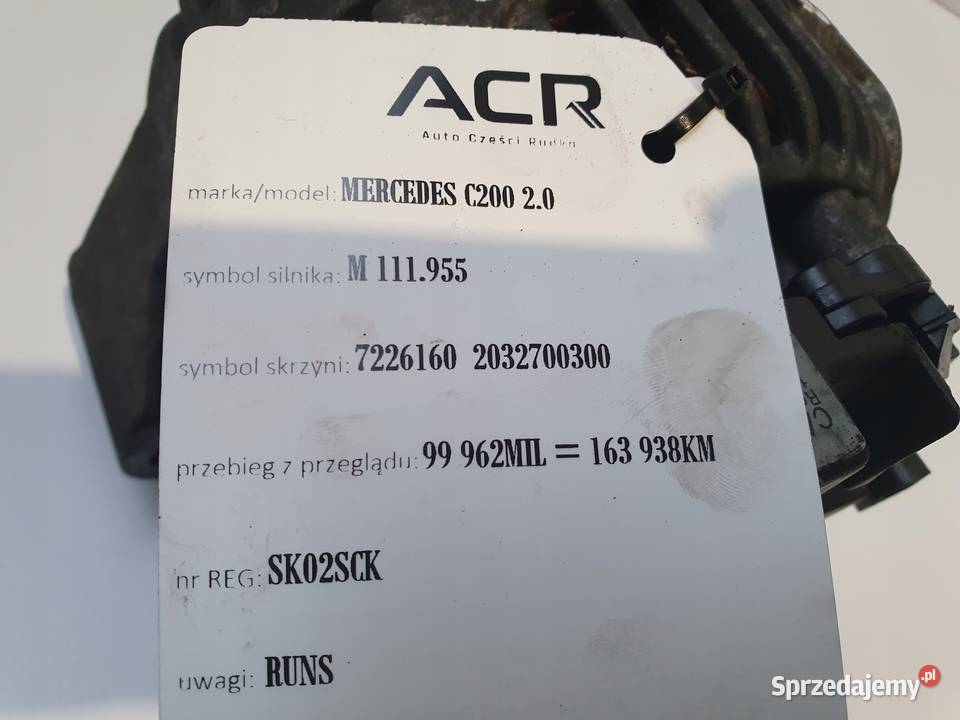 ACR
Auto Części Rudka
marka/model: MERCEDES C200 2.0
symbol silnika: M 111.955
symbol skrzyni: 7226160 2032700300
przebieg z przeglądu: 99 962MIL = 163 938KM
nr REG: SK02SCK
uwagi: RUNS
Sprzedajemy.pl